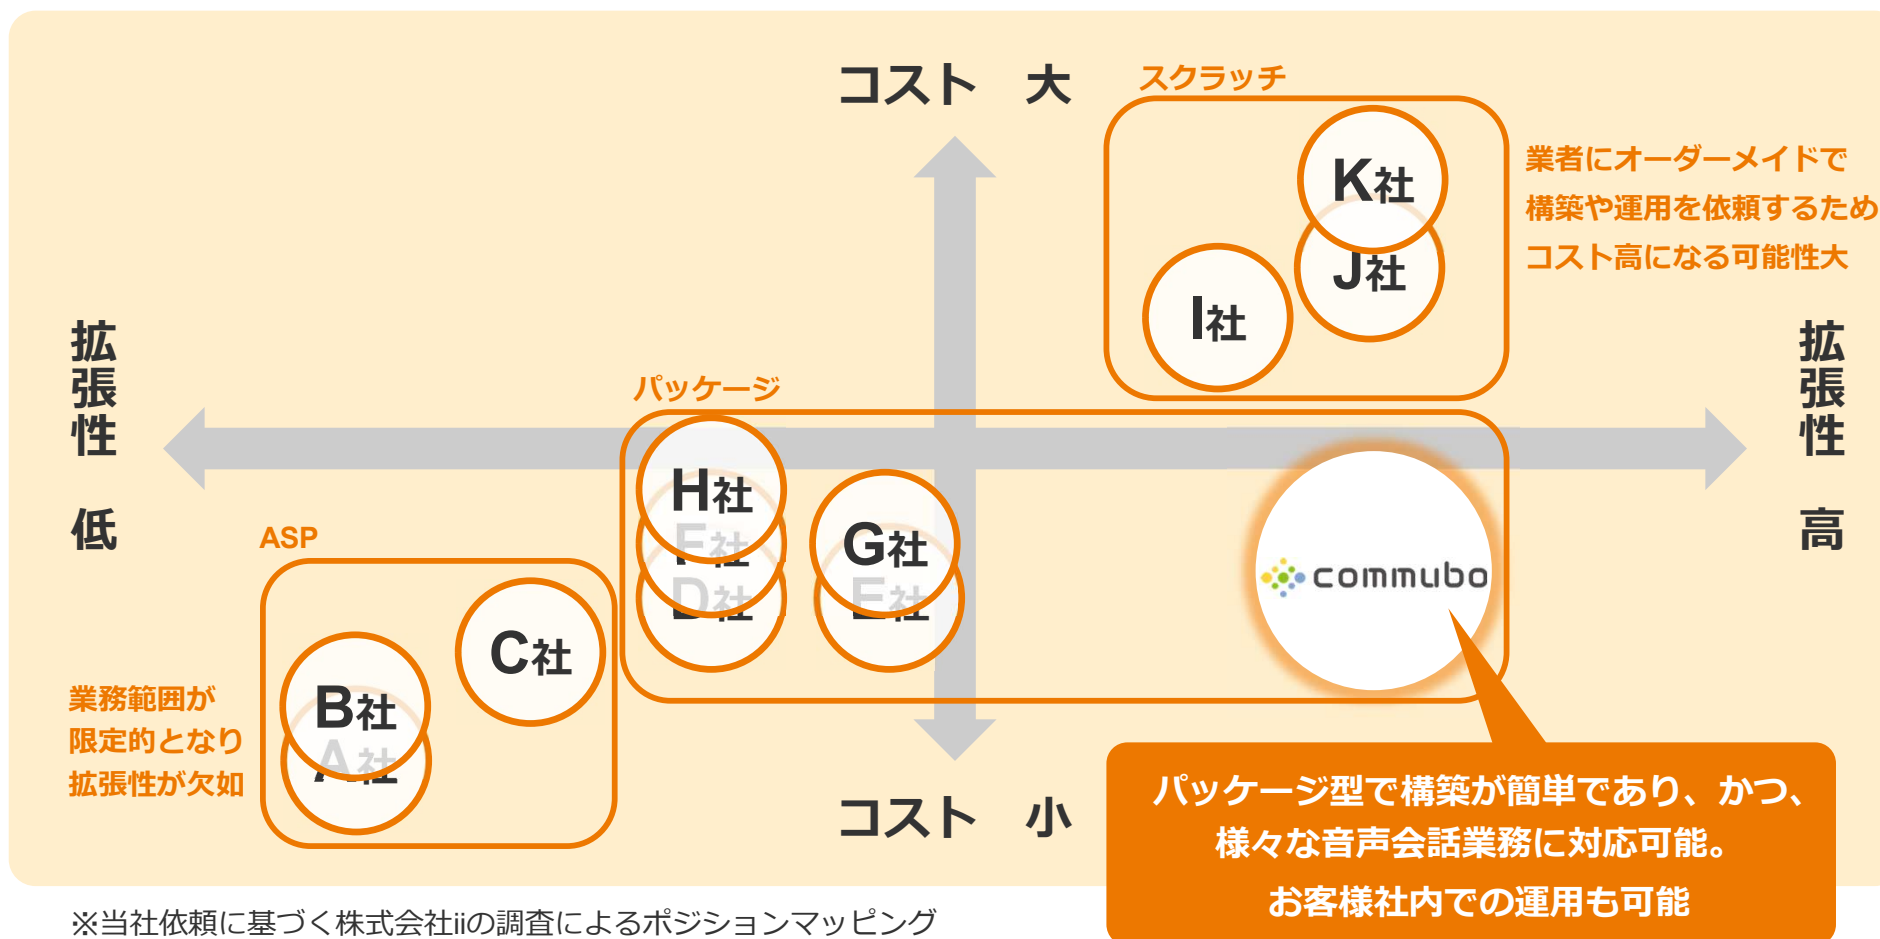 コスト 大
スクラッチ
K社
J社
I社
業者にオーダーメイドで
構築や運用を依頼するため
コスト高になる可能性大
拡張性 低
拡張性 高
パッケージ
H社
F社
D社
G社
E社
commubo
ASP
C社
B社
A社
業務範囲が
限定的となり
拡張性が欠如
コスト 小
パッケージ型で構築が簡単であり、かつ、
様々な音声会話業務に対応可能。
お客様社内での運用も可能
※当社依頼に基づく株式会社iiの調査によるポジションマッピング